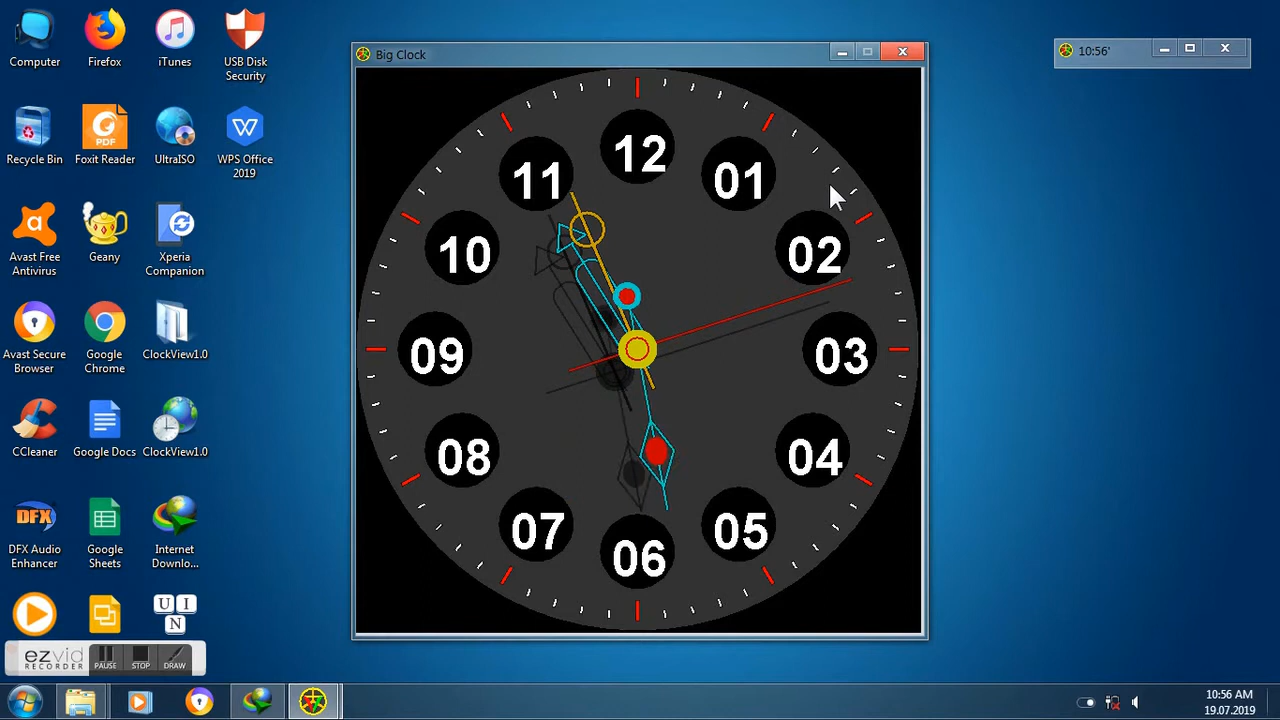 Computer
Firefox
iTunes
USB Disk
Security
Recycle Bin
PDF
Foxit Reader
UltraISO
W
WPS Office
2019
Avast Free
Antivirus
Geany
Xperia
Companion
Avast Secure
Browser
Google
Chrome
ClockView1.0
CCleaner
Google Docs
ClockView1.0
DFX
DFX Audio
Enhancer
Google
Sheets
Internet
Downlo...
U I
N
ezvid
RECORDER
PAUSE
STOP
DRAW
Big Clock
12
01
02
03
04
05
06
07
08
09
10
11
10:56'
10:56 AM
19.07.2019